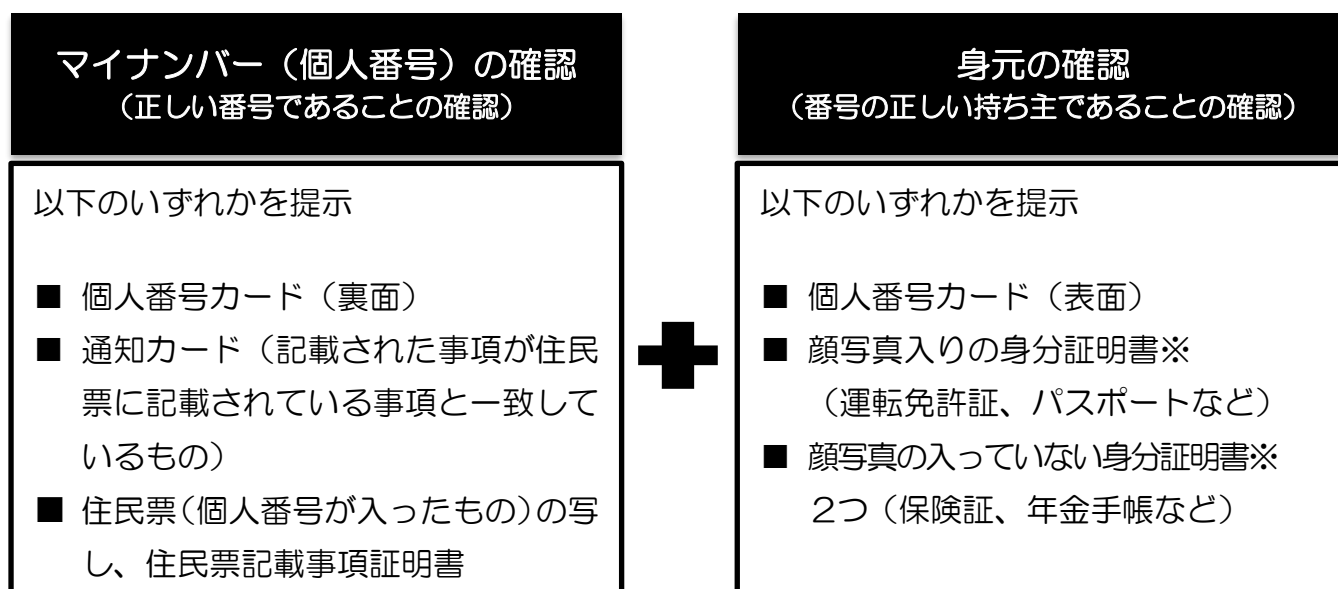 マイナンバー（個人番号）の確認
（正しい番号であることの確認）
以下のいずれかを提示
■ 個人番号カード（裏面）
■ 通知カード（記載された事項が住民
票に記載されている事項と一致して
いるもの）
■ 住民票（個人番号が入ったもの）の写
し、住民票記載事項証明書
身元の確認
（番号の正しい持ち主であることの確認）
以下のいずれかを提示
■ 個人番号カード（表面）
■ 顔写真入りの身分証明書※
（運転免許証、パスポートなど）
■ 顔写真の入っていない身分証明書※
２つ（保険証、年金手帳など）